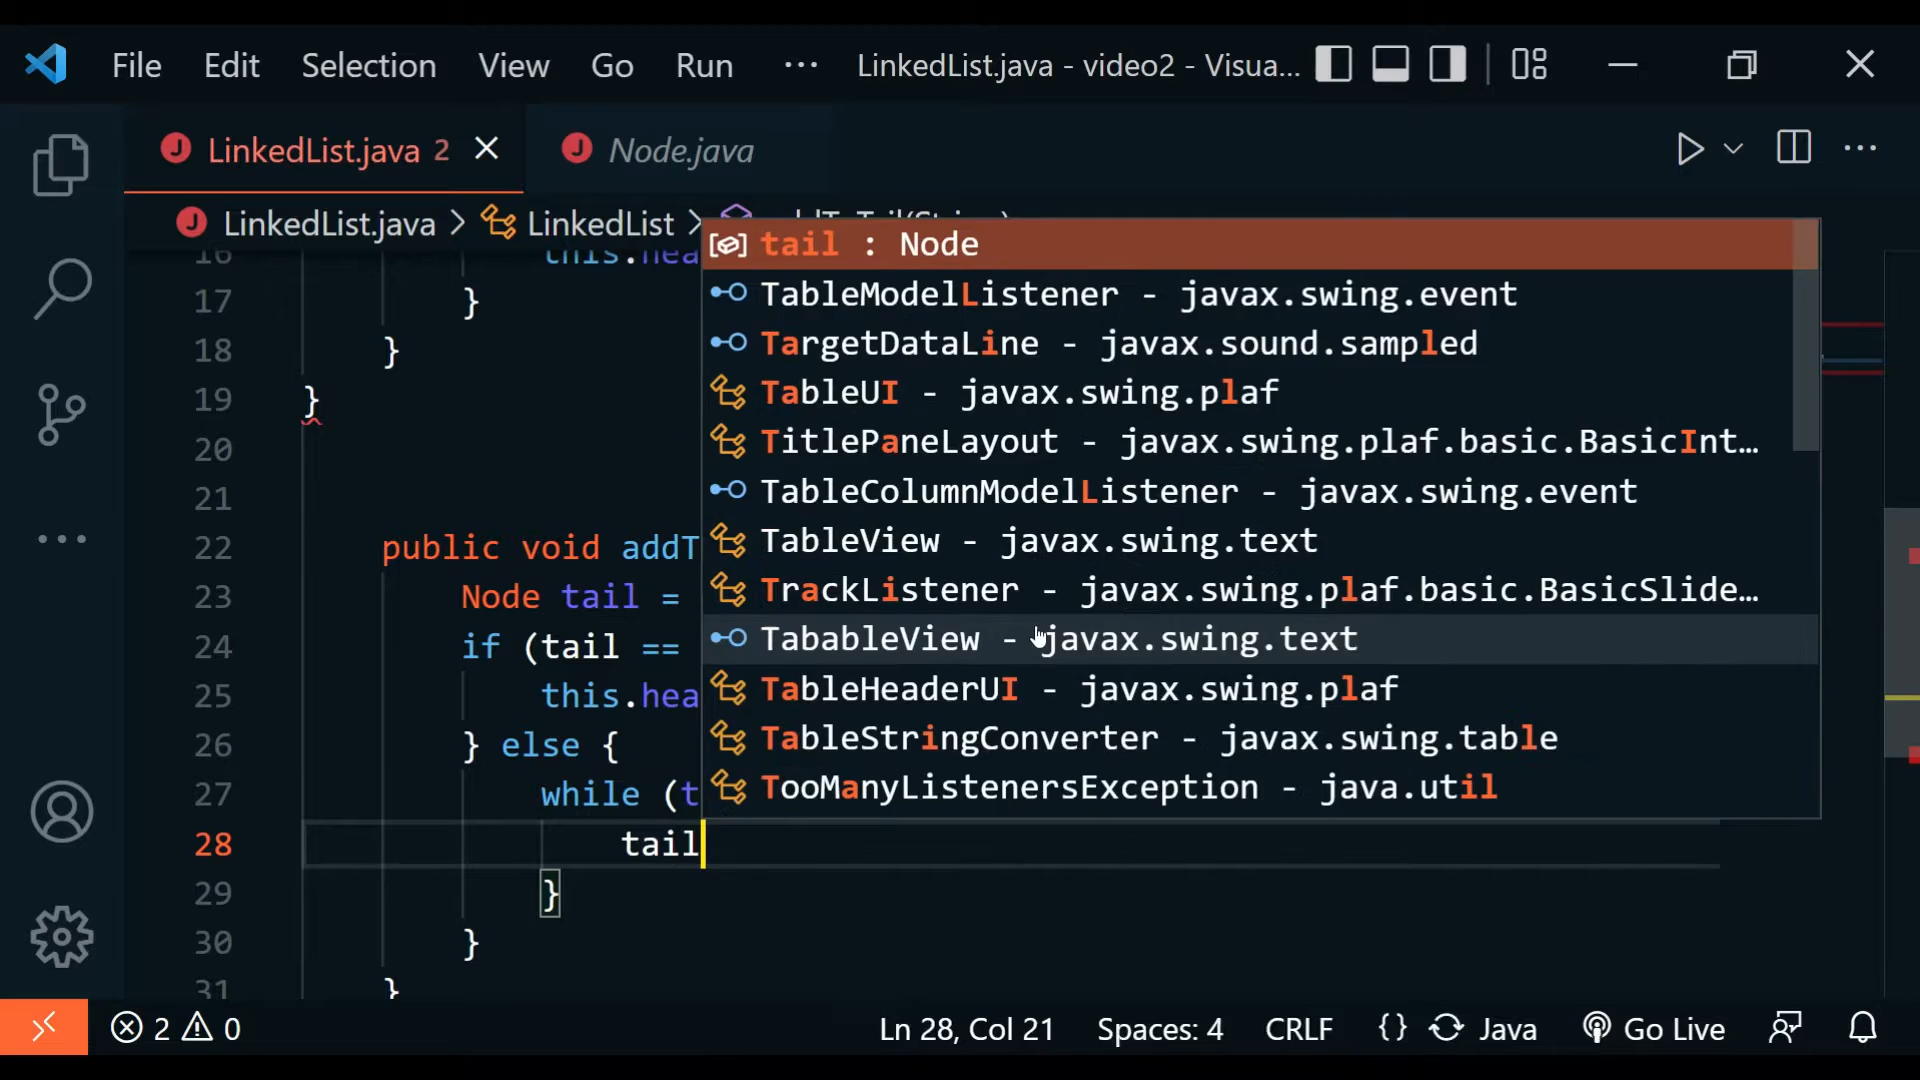 File Edit Selection View Go Run ··· LinkedList.java - video2 - Visua...
LinkedList.java 2 Node.java
LinkedList.java > LinkedList >
16 this.hea
17 }
18 }
19 }
20
21
22 public void addT
23 Node tail =
24 if (tail ==
25 this.hea
26 } else {
27 while (t
28 tail
29 }
30 }
31 }
tail : Node
TableModelListener - javax.swing.event
TargetDataLine - javax.sound.sampled
TableUI - javax.swing.plaf
TitlePaneLayout - javax.swing.plaf.basic.BasicInt…
TableColumnModelListener - javax.swing.event
TableView - javax.swing.text
TrackListener - javax.swing.plaf.basic.BasicSlide…
TabableView - javax.swing.text
TableHeaderUI - javax.swing.plaf
TableStringConverter - javax.swing.table
TooManyListenersException - java.util
2 0 Ln 28, Col 21 Spaces: 4 CRLF {} Java Go Live